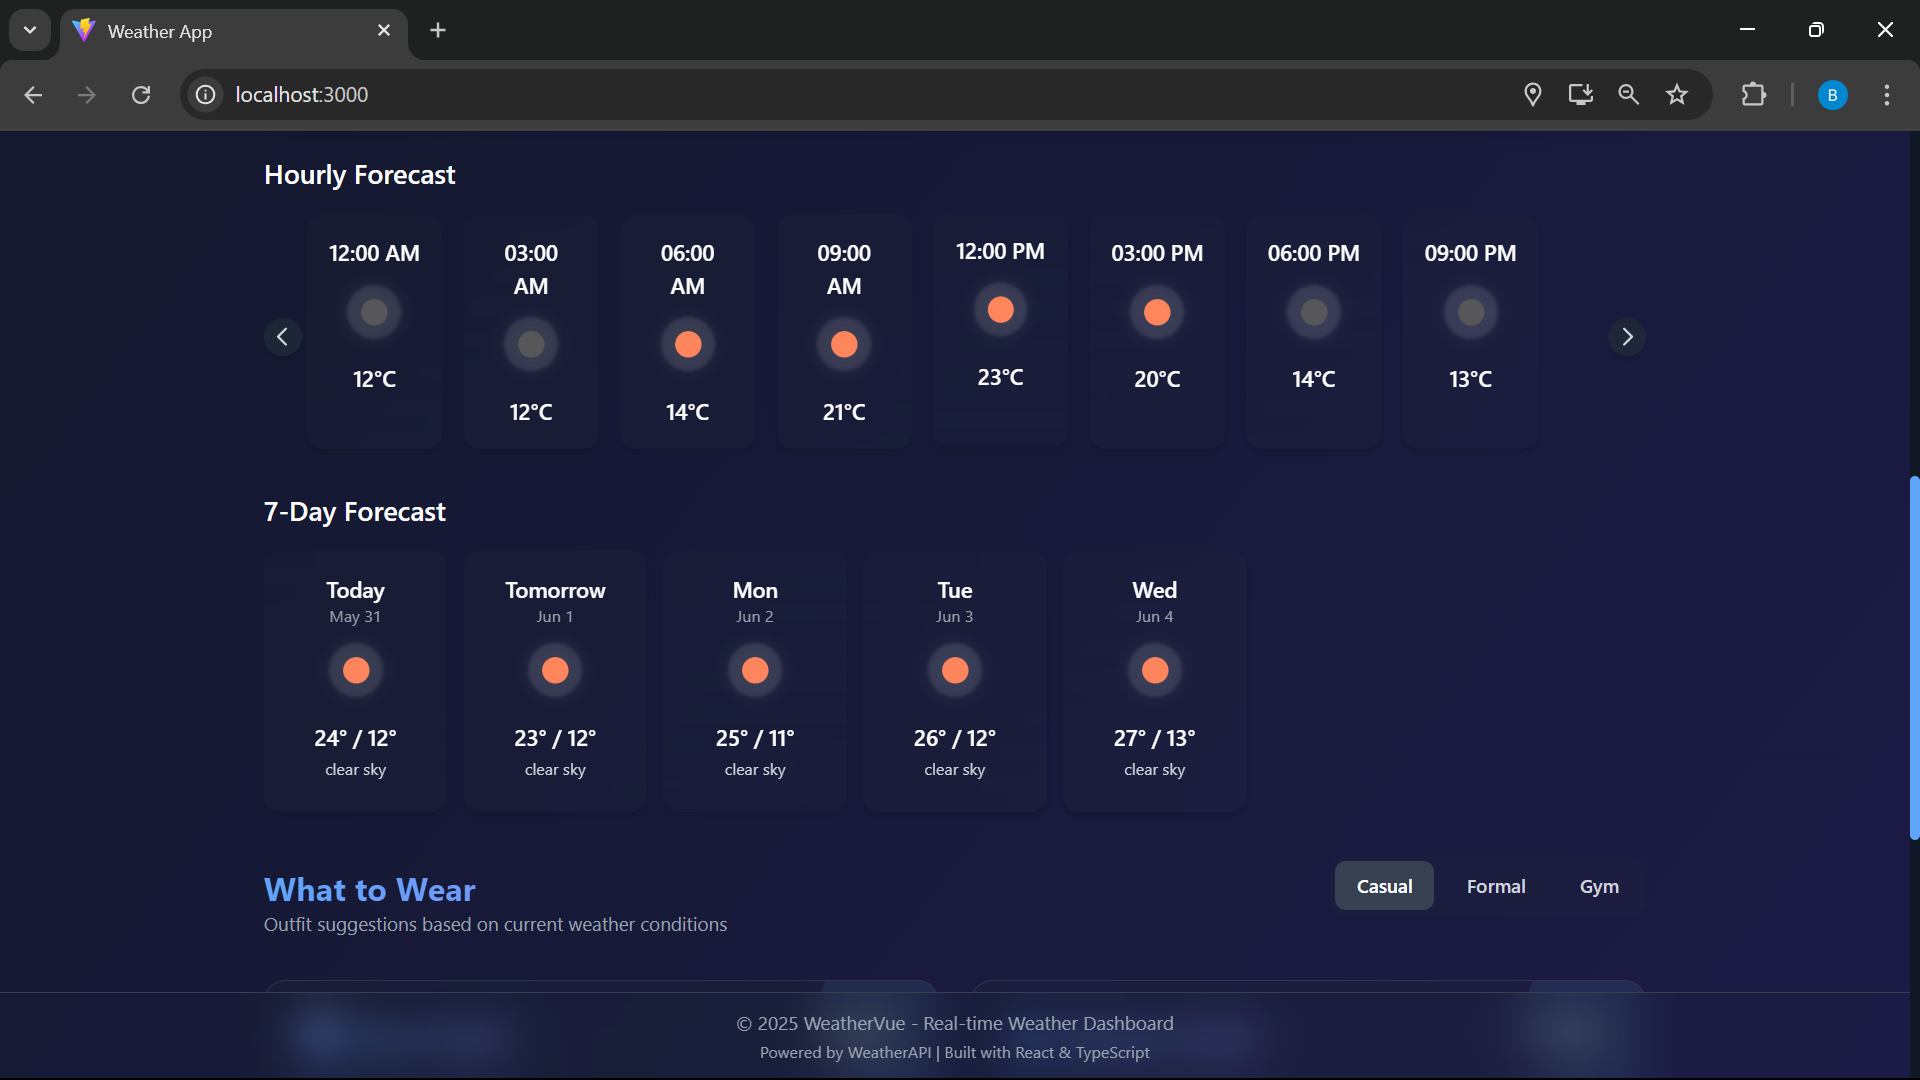 Weather App
localhost:3000
B
Hourly Forecast
12:00 AM
12°C
03:00
AM
12°C
06:00
AM
14°C
09:00
AM
21°C
12:00 PM
23°C
03:00 PM
20°C
06:00 PM
14°C
09:00 PM
13°C
7-Day Forecast
Today
May 31
24° / 12°
clear sky
Tomorrow
Jun 1
23° / 12°
clear sky
Mon
Jun 2
25° / 11°
clear sky
Tue
Jun 3
26° / 12°
clear sky
Wed
Jun 4
27° / 13°
clear sky
What to Wear
Outfit suggestions based on current weather conditions
Casual
Formal
Gym
© 2025 WeatherVue - Real-time Weather Dashboard
Powered by WeatherAPI | Built with React & TypeScript